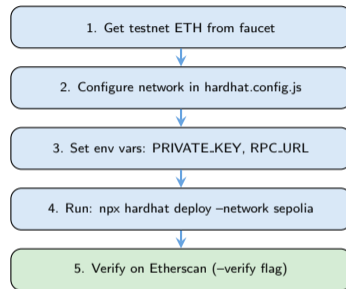 1. Get testnet ETH from faucet
2. Configure network in hardhat.config.js
3. Set env vars: PRIVATE_KEY, RPC_URL
4. Run: npx hardhat deploy –network sepolia
5. Verify on Etherscan (–verify flag)